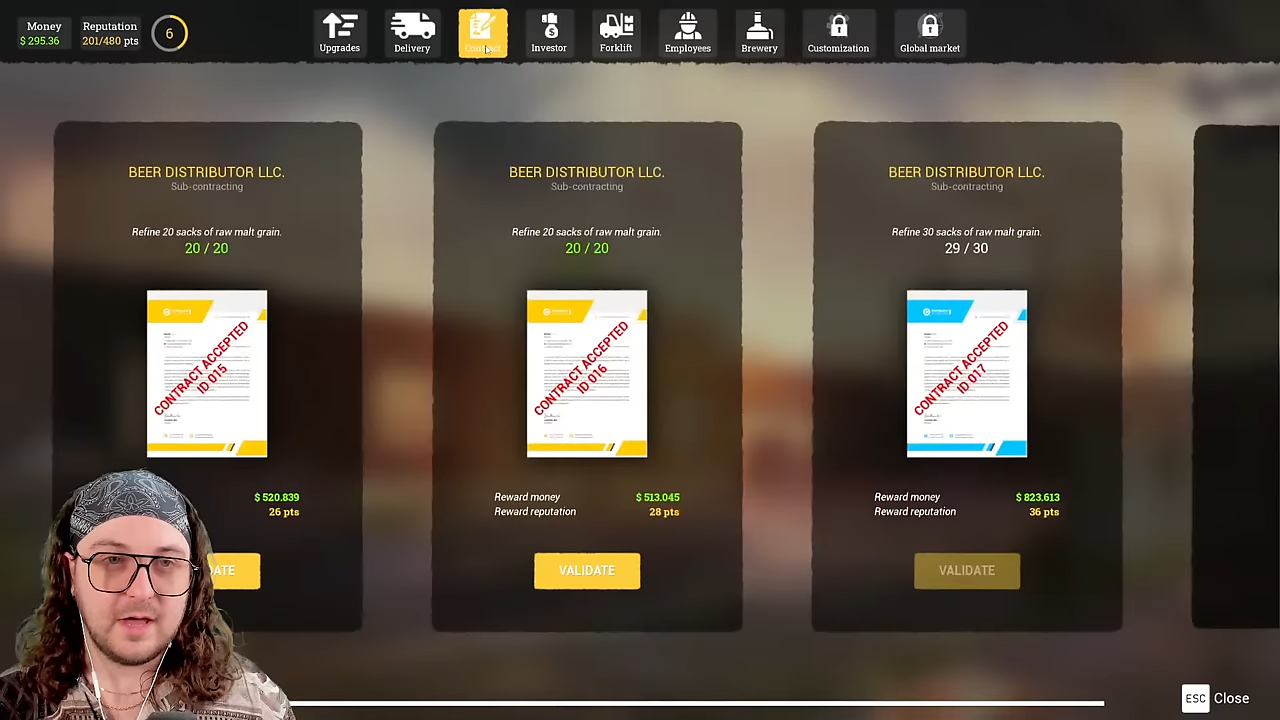 Money
$ 295.36
Reputation
201/480 pts
6
Upgrades
Delivery
Contract
Investor
Forklift
Employees
Brewery
Customization
Global market
BEER DISTRIBUTOR LLC.
Sub-contracting
Refine 20 sacks of raw malt grain.
20 / 20
CONTRACT ACCEPTED
ID 015
$ 520.839
26 pts
DATE
BEER DISTRIBUTOR LLC.
Sub-contracting
Refine 20 sacks of raw malt grain.
20 / 20
CONTRACT ACCEPTED
ID 016
Reward money $ 513.045
Reward reputation 28 pts
VALIDATE
BEER DISTRIBUTOR LLC.
Sub-contracting
Refine 30 sacks of raw malt grain.
29 / 30
CONTRACT ACCEPTED
ID 017
Reward money $ 823.613
Reward reputation 36 pts
VALIDATE
ESC Close